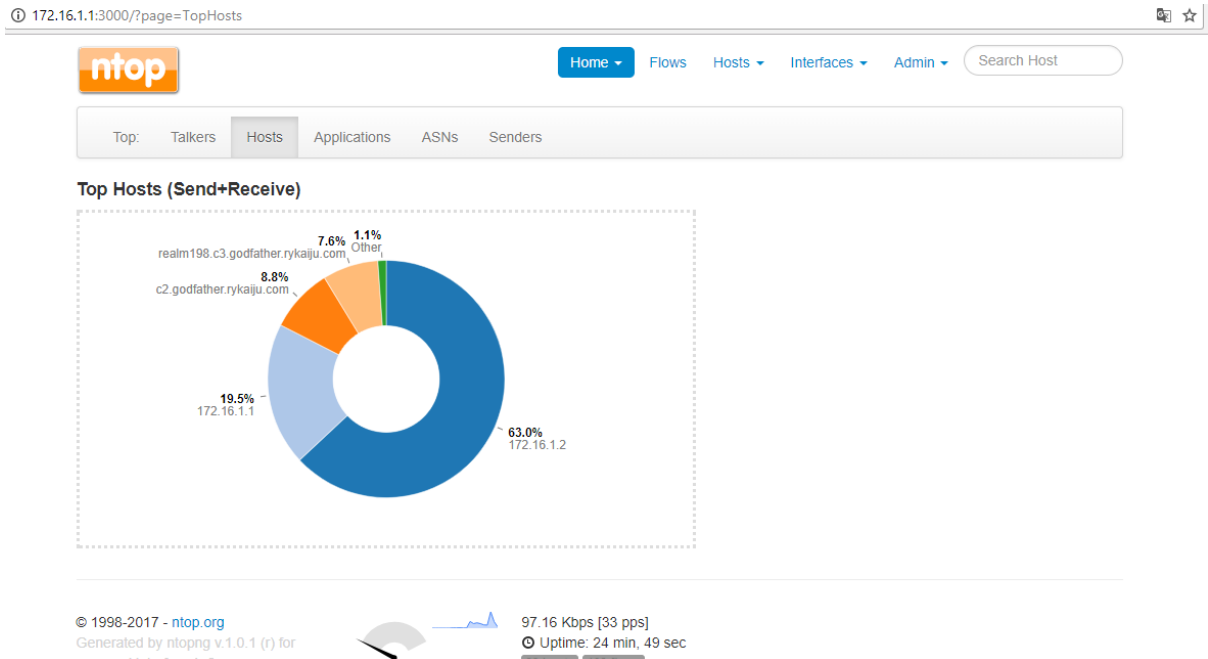 172.16.1.1:3000/?page=TopHosts
ntop Home Flows Hosts Interfaces Admin Search Host
Top: Talkers Hosts Applications ASNs Senders
Top Hosts (Send+Receive)
7.6% 1.1%
realm198.c3.godfather.rykaiju.com Other
8.8%
c2.godfather.rykaiju.com
19.5%
172.16.1.1
63.0%
172.16.1.2
© 1998-2017 - ntop.org 97.16 Kbps [33 pps]
Generated by ntopng v.1.0.1 (r) for Uptime: 24 min, 49 sec